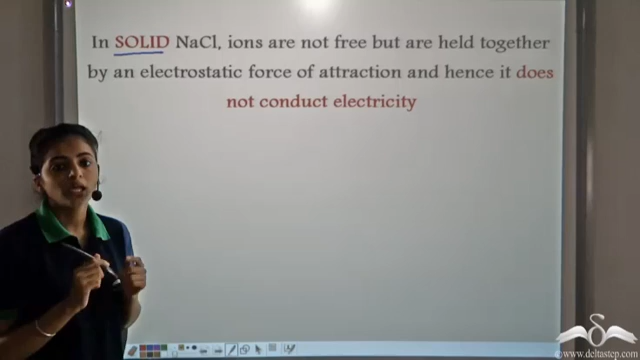 In SOLID NaCl, ions are not free but are held together
by an electrostatic force of attraction and hence it does
not conduct electricity
©www.deltastep.com